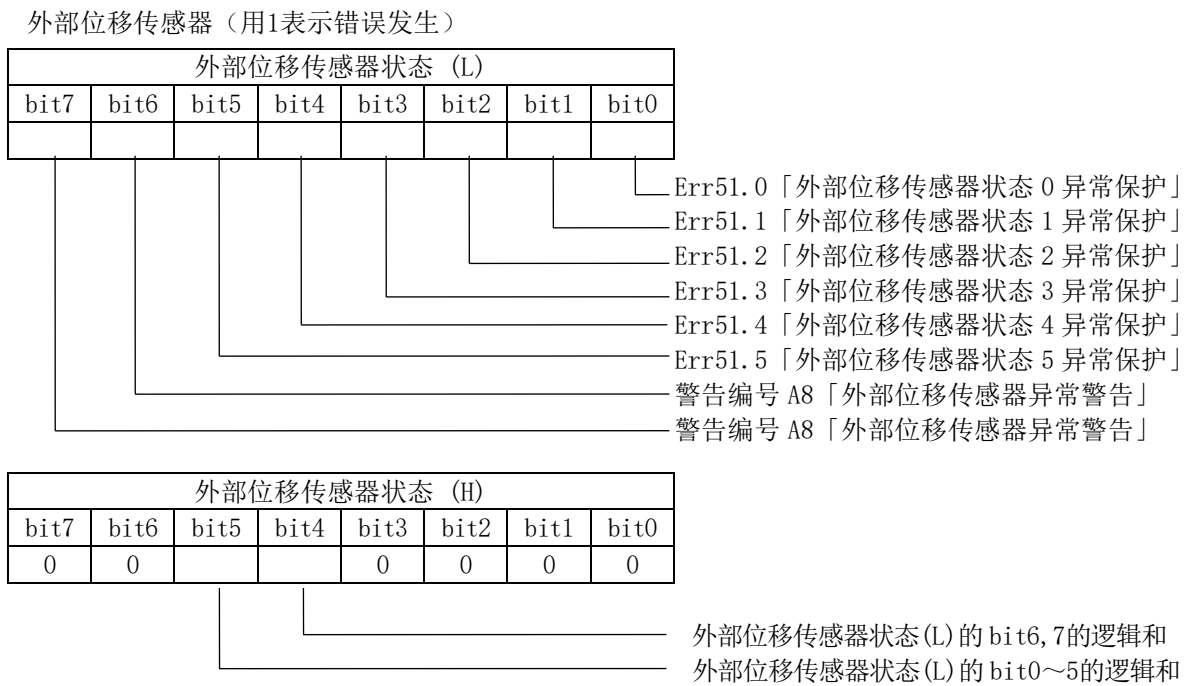 外部位移传感器（用1表示错误发生）
外部位移传感器状态 (L)
bit7 bit6 bit5 bit4 bit3 bit2 bit1 bit0
Err51.0「外部位移传感器状态 0 异常保护」
Err51.1「外部位移传感器状态 1 异常保护」
Err51.2「外部位移传感器状态 2 异常保护」
Err51.3「外部位移传感器状态 3 异常保护」
Err51.4「外部位移传感器状态 4 异常保护」
Err51.5「外部位移传感器状态 5 异常保护」
警告编号 A8「外部位移传感器异常警告」
警告编号 A8「外部位移传感器异常警告」
外部位移传感器状态 (H)
bit7 bit6 bit5 bit4 bit3 bit2 bit1 bit0
0 0 0 0 0 0
外部位移传感器状态(L)的 bit6,7的逻辑和
外部位移传感器状态(L)的 bit0～5的逻辑和